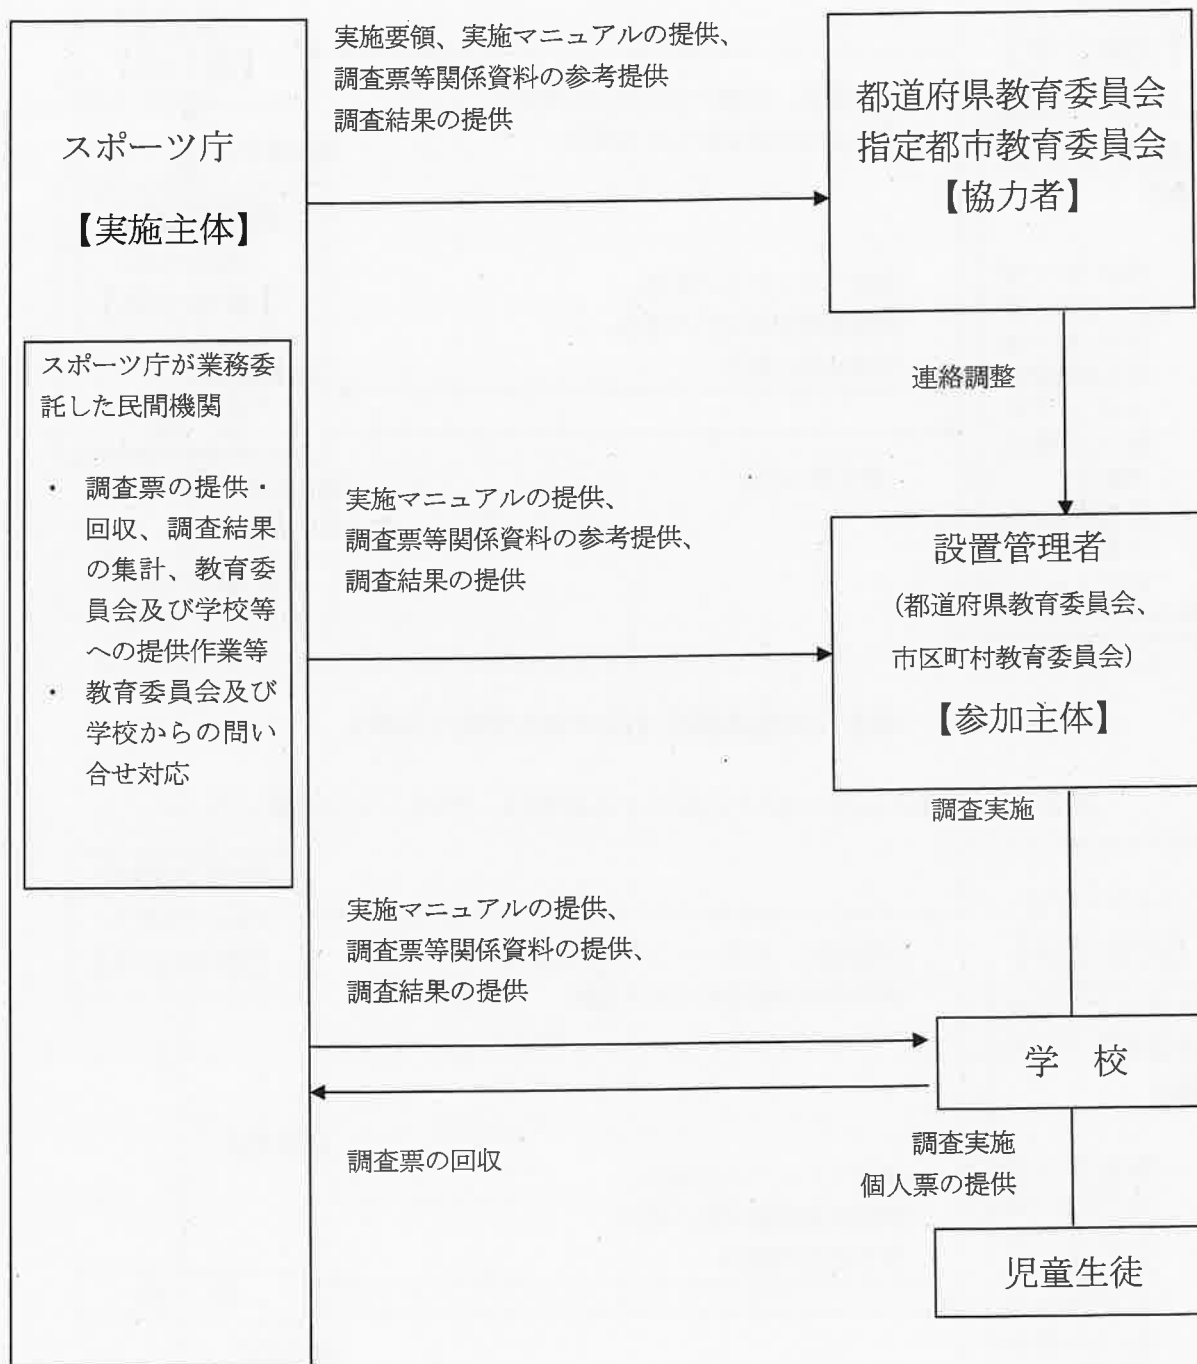 スポーツ庁
【実施主体】
スポーツ庁が業務委
託した民間機関
・ 調査票の提供・
回収、調査結果
の集計、教育委
員会及び学校等
への提供作業等
・ 教育委員会及び
学校からの問い
合せ対応
実施要領、実施マニュアルの提供、
調査票等関係資料の参考提供
調査結果の提供
都道府県教育委員会
指定都市教育委員会
【協力者】
連絡調整
実施マニュアルの提供、
調査票等関係資料の参考提供、
調査結果の提供
設置管理者
(都道府県教育委員会、
市区町村教育委員会)
【参加主体】
調査実施
実施マニュアルの提供、
調査票等関係資料の提供、
調査結果の提供
学 校
調査票の回収
調査実施
個人票の提供
児童生徒